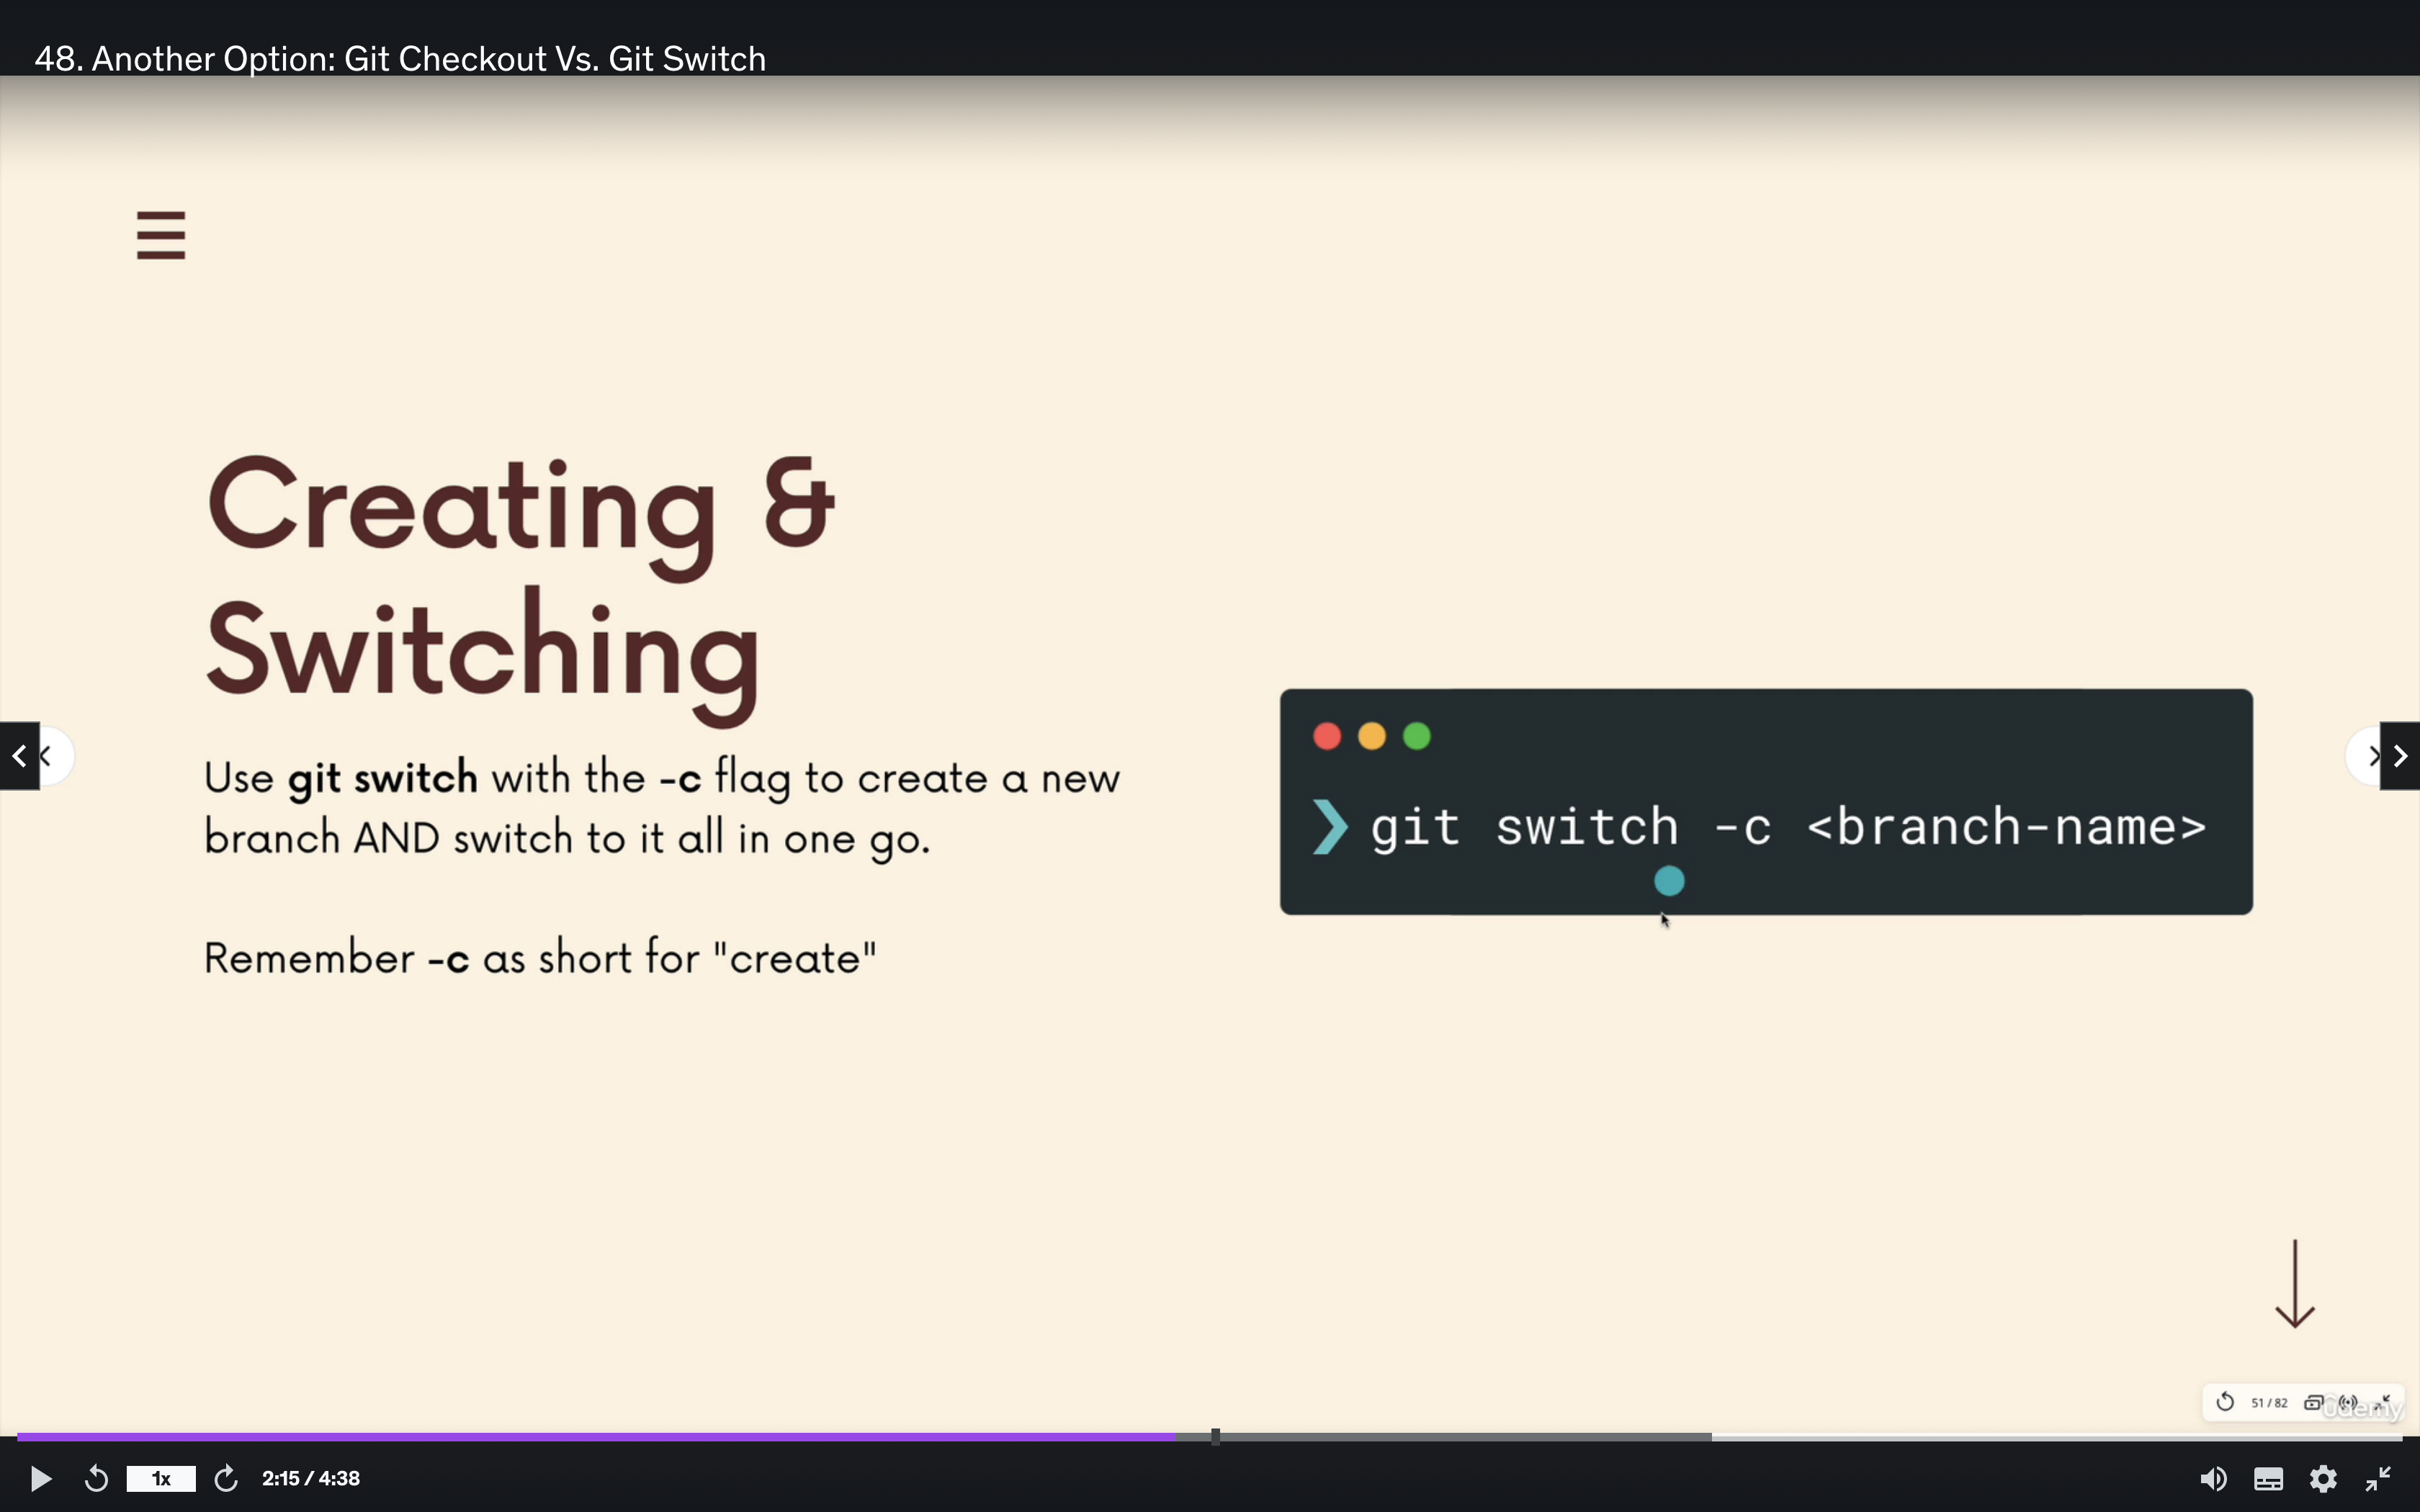 48. Another Option: Git Checkout Vs. Git Switch
Creating &
Switching
Use git switch with the -c flag to create a new
branch AND switch to it all in one go.
Remember -c as short for "create"
❯ git switch -c <branch-name>
51 / 82
ûdemy
1x
2:15 / 4:38